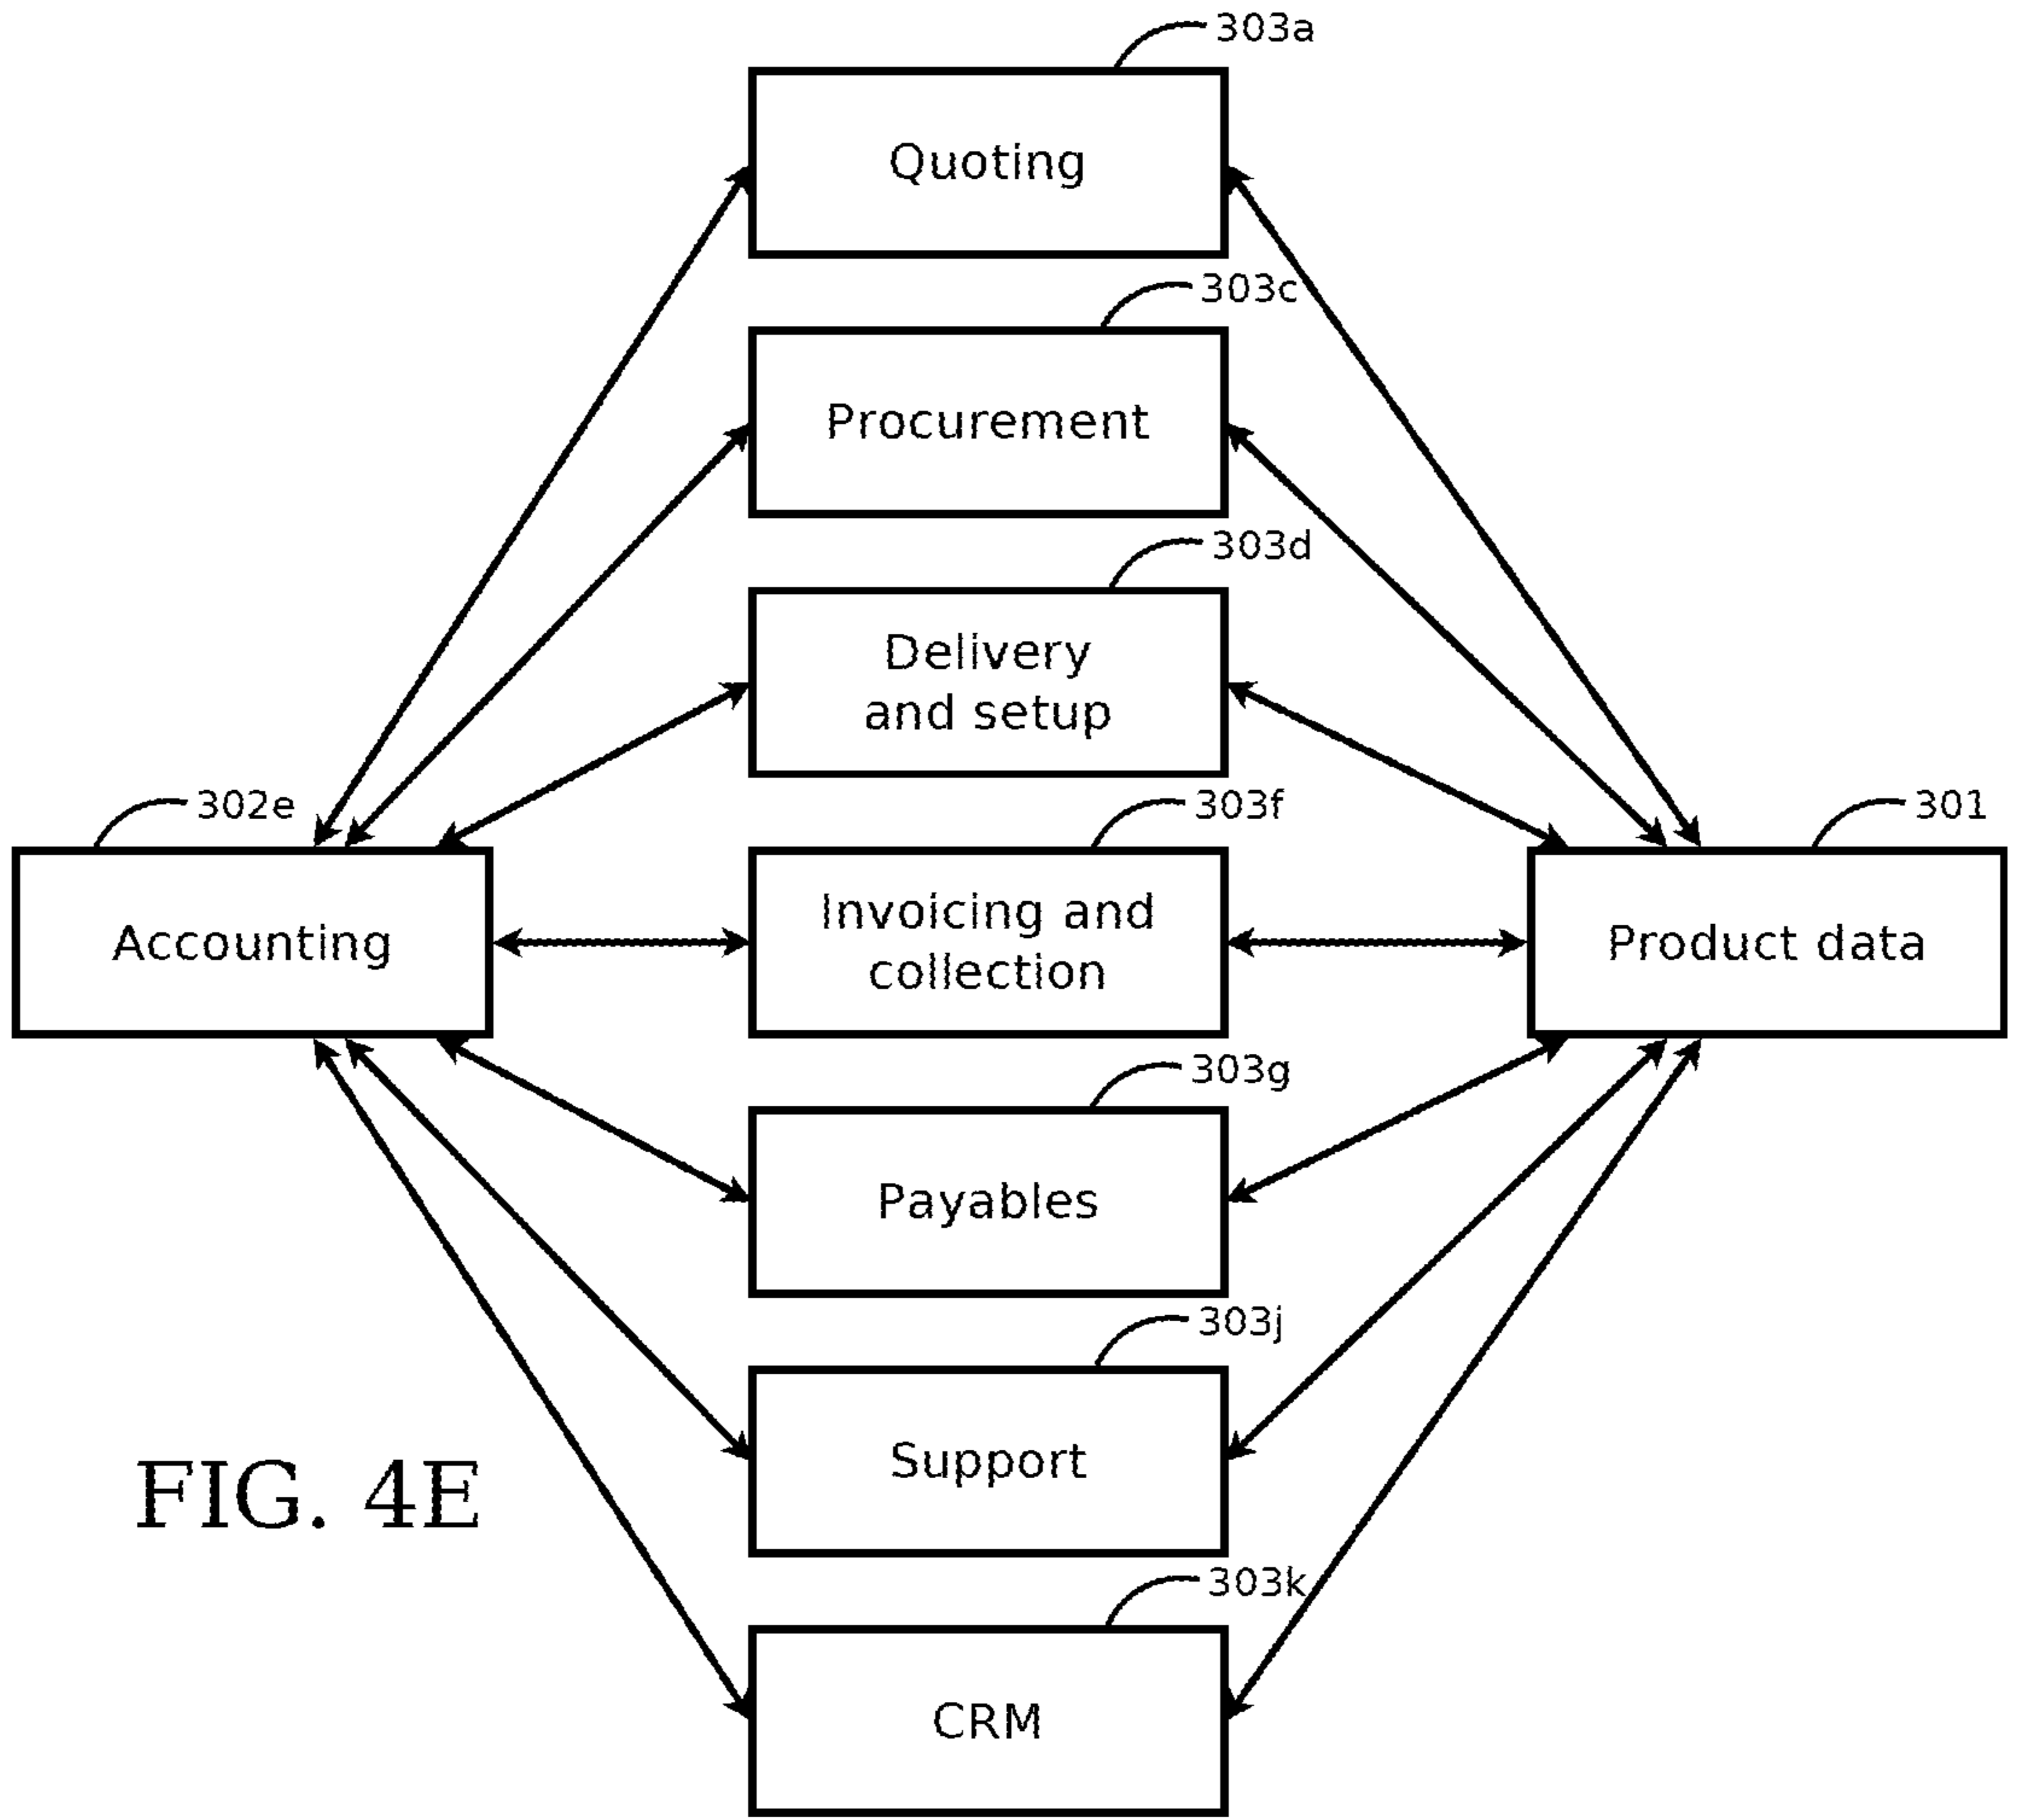 303a
Quoting
303c
Procurement
303d
Delivery
and setup
302e
303f
301
Accounting
Invoicing and
collection
Product data
303g
Payables
303j
Support
FIG. 4E
303k
CRM